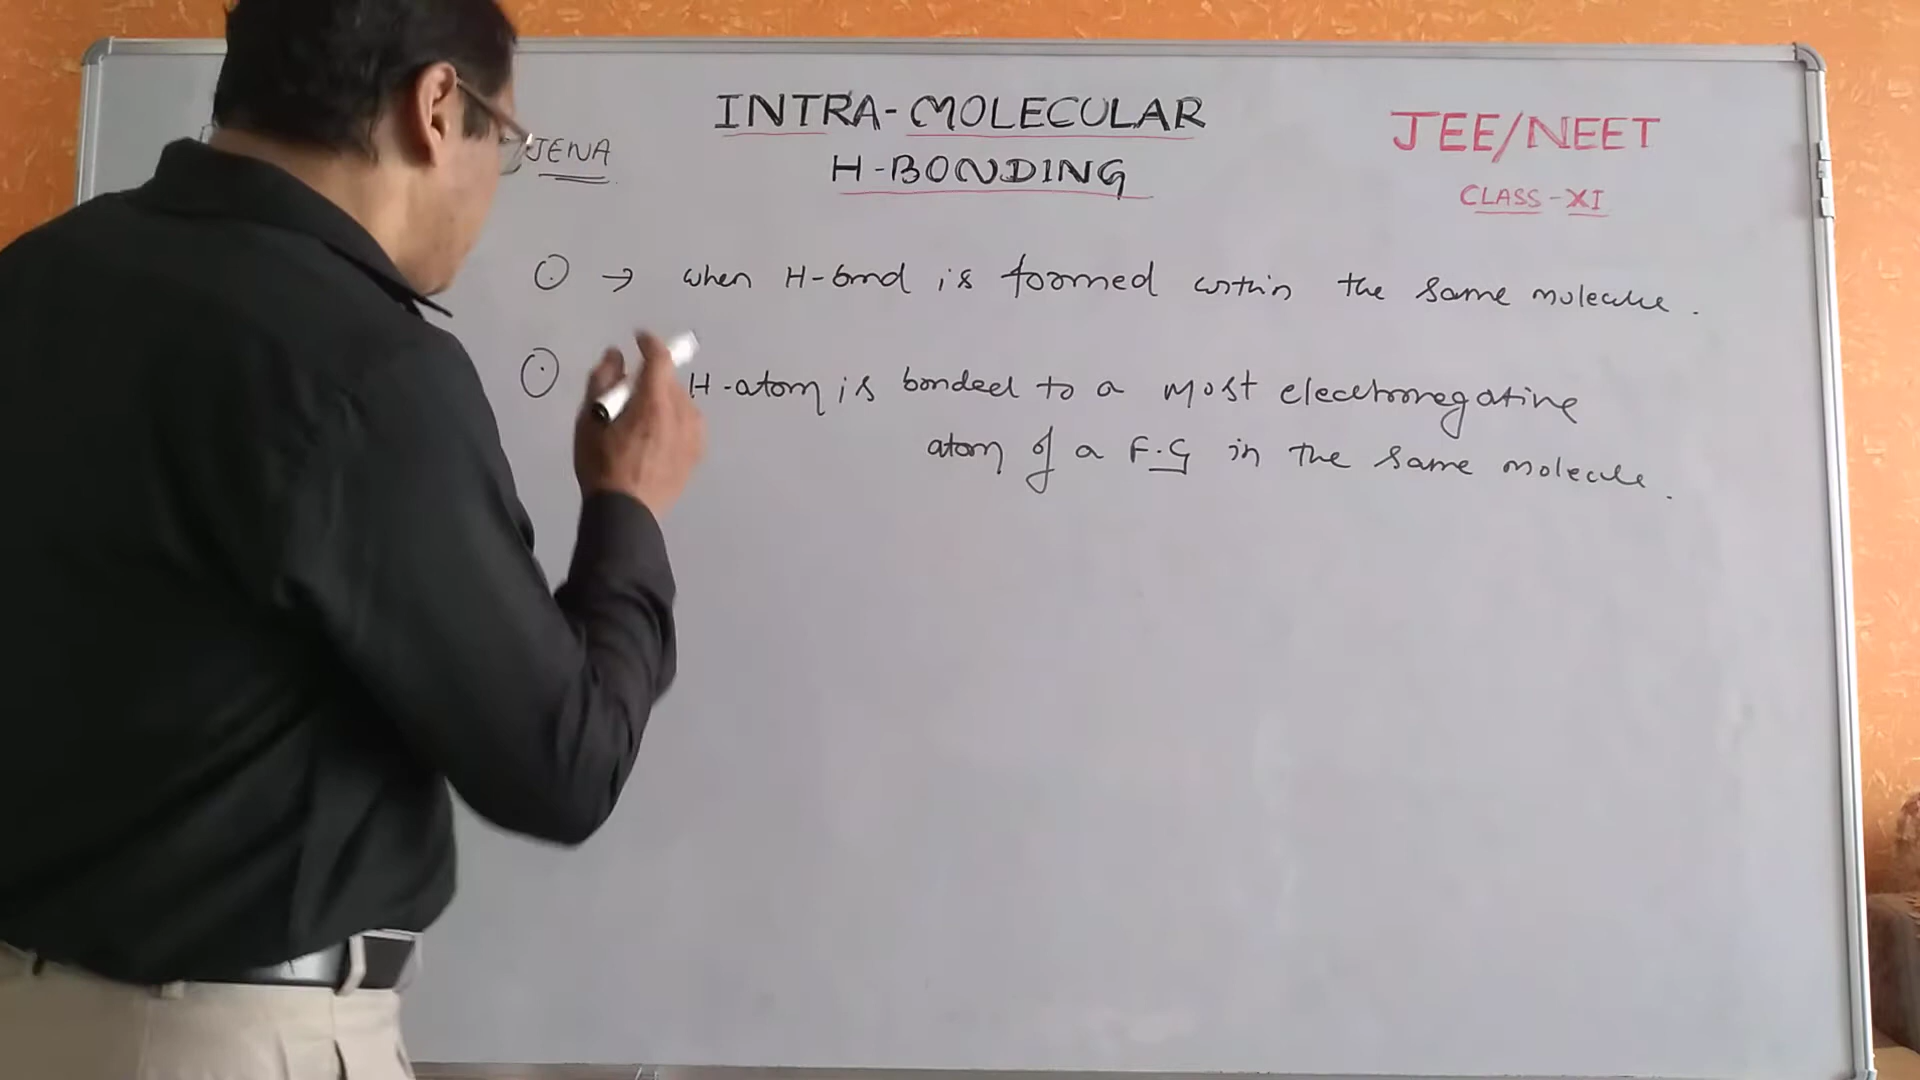 JENA
INTRA-MOLECULAR
H-BONDING
JEE/NEET
CLASS-XI
→ when H-bond is formed within the same molecule.
H-atom is bonded to a most electronegative
atom of a F.G in the same molecule.